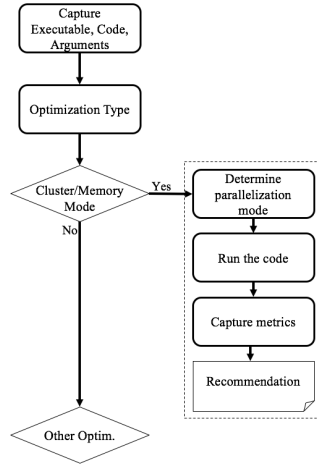 Capture
Executable, Code,
Arguments
Optimization Type
Cluster/Memory
Mode
Yes
No
Determine
parallelization
mode
Run the code
Capture metrics
Recommendation
Other Optim.